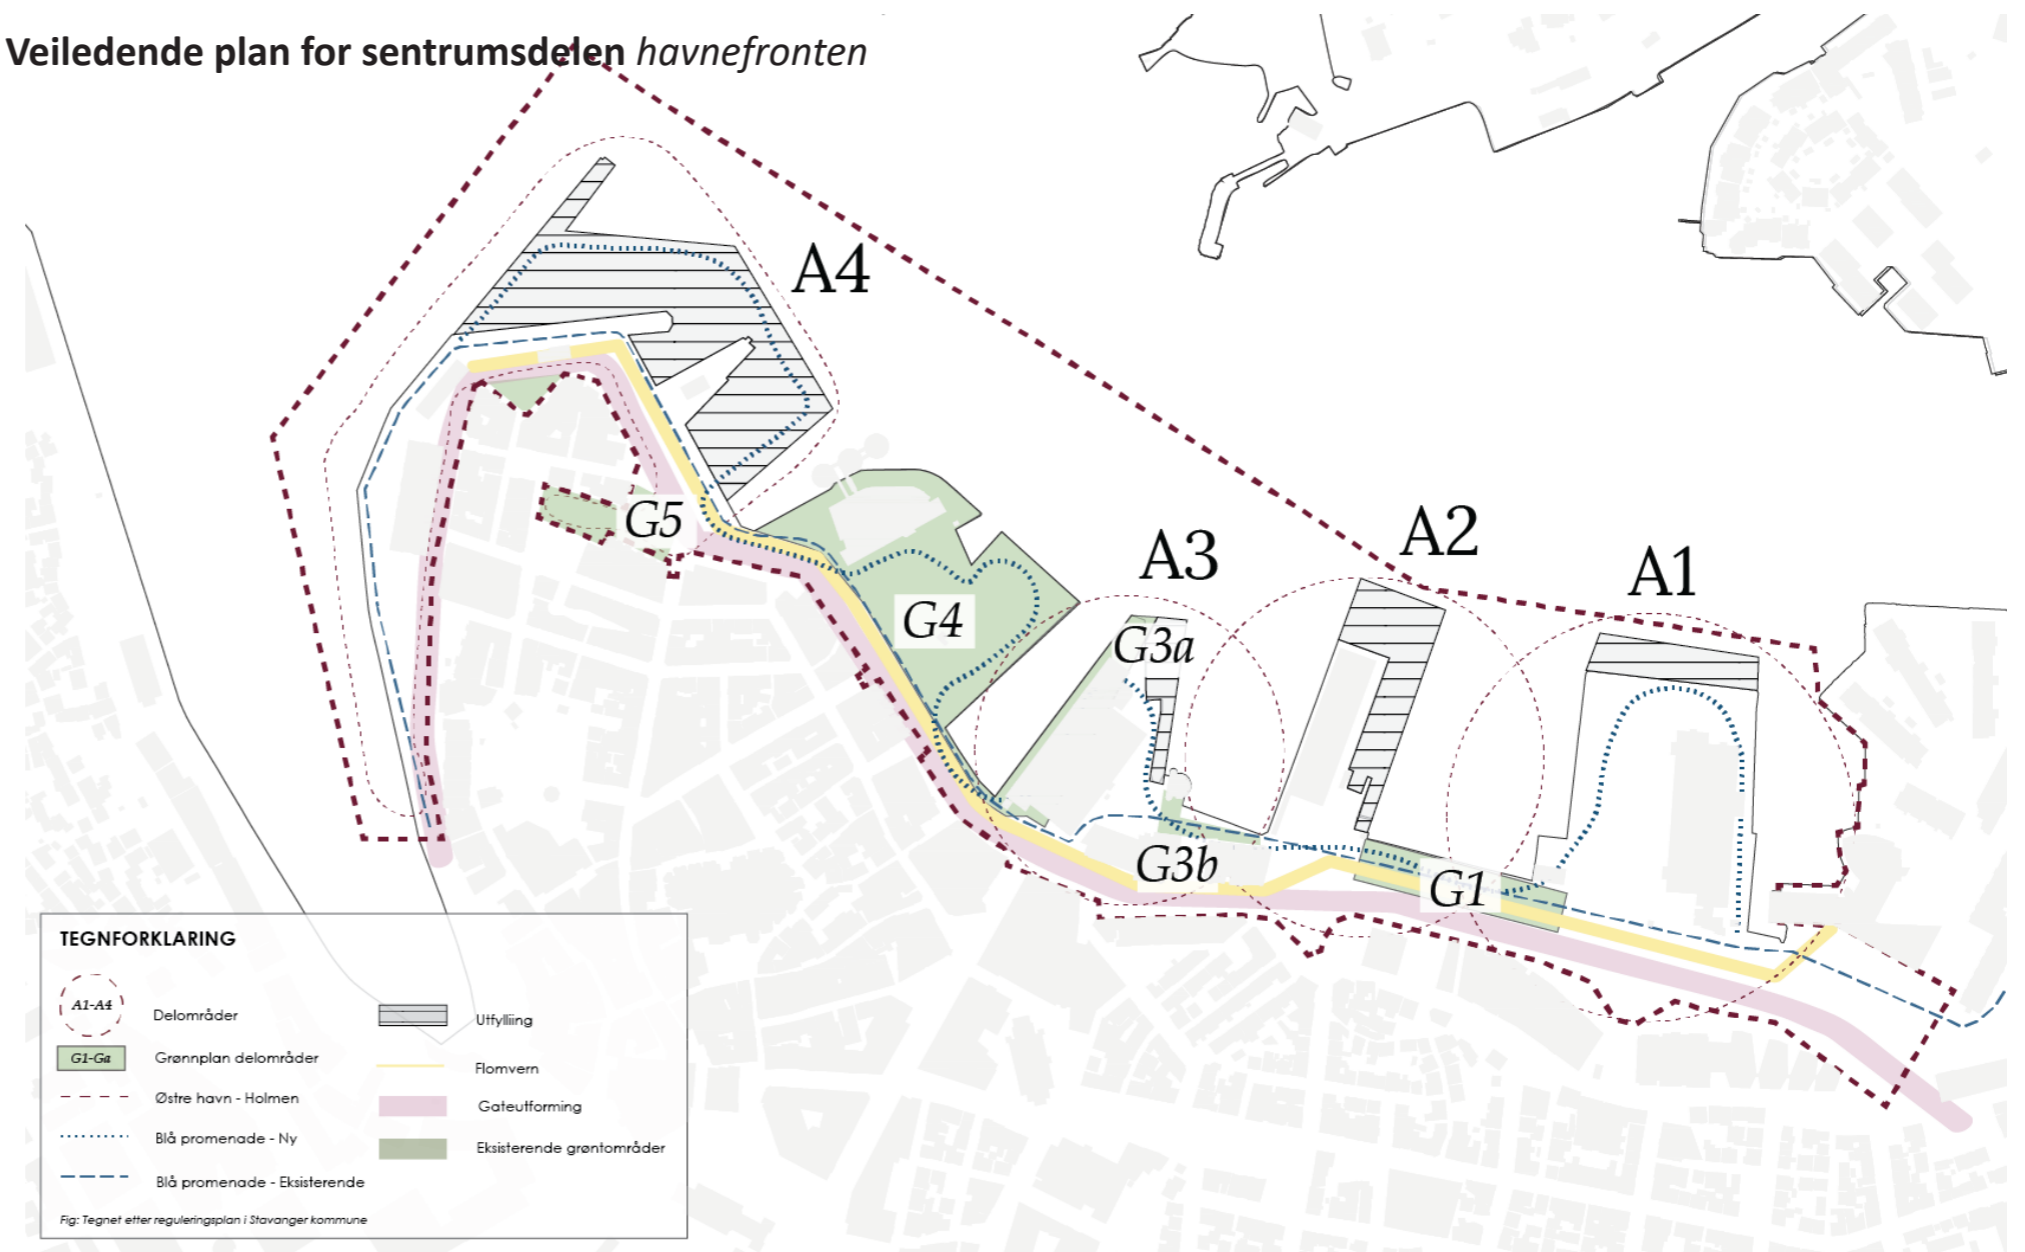 Veiledende plan for sentrumsdelen havnefronten
A4
A3
A2
A1
G5
G4
G3a
G3b
G1
TEGNFORKLARING
A1-A4
Delområder
G1-Ga
Grønnplan delområder
Østre havn - Holmen
Blå promenade - Ny
Blå promenade - Eksisterende
Utfylliing
Flomvern
Gateutforming
Eksisterende grøntområder
Fig: Tegnet etter reguleringsplan i Stavanger kommune